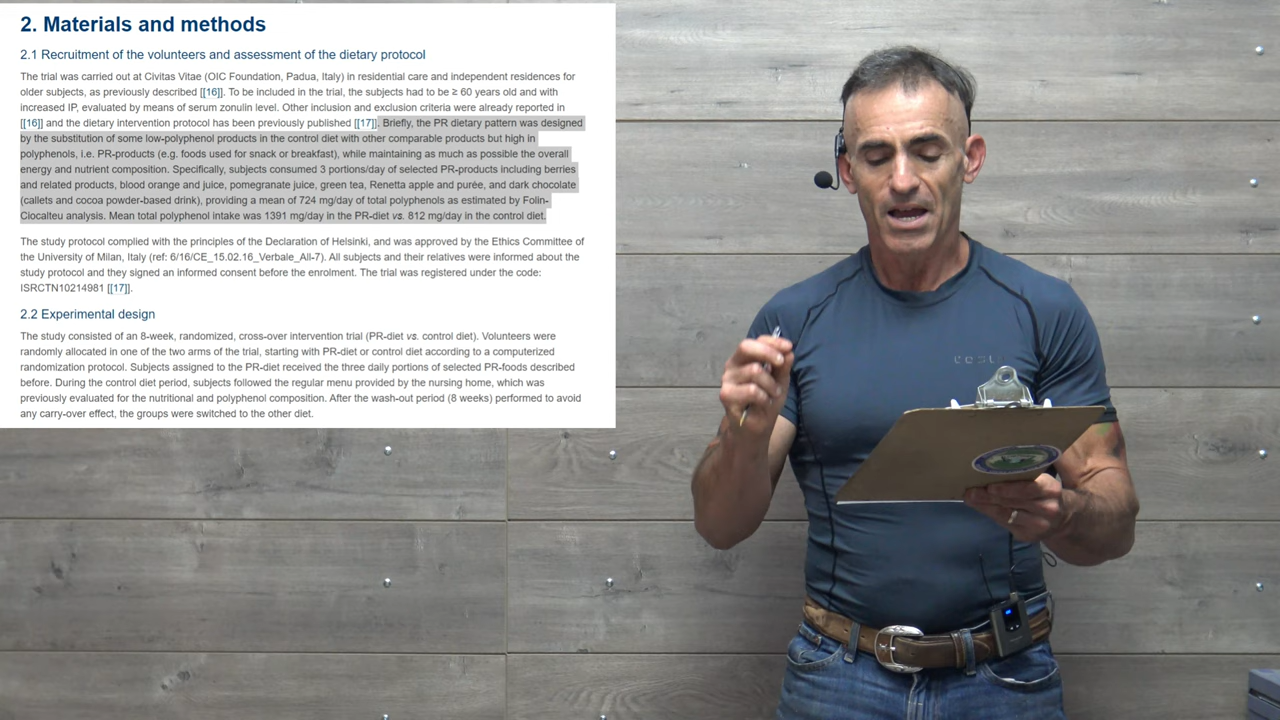 2. Materials and methods
2.1 Recruitment of the volunteers and assessment of the dietary protocol
The trial was carried out at Civitas Vitae (OIC Foundation, Padua, Italy) in residential care and independent residences for
older subjects, as previously described [[16]]. To be included in the trial, the subjects had to be ≥ 60 years old and with
increased IP, evaluated by means of serum zonulin level. Other inclusion and exclusion criteria were already reported in
[[16]] and the dietary intervention protocol has been previously published [[17]]. Briefly, the PR dietary pattern was designed
by the substitution of some low-polyphenol products in the control diet with other comparable products but high in
polyphenols, i.e. PR-products (e.g. foods used for snack or breakfast), while maintaining as much as possible the overall
energy and nutrient composition. Specifically, subjects consumed 3 portions/day of selected PR-products including berries
and related products, blood orange and juice, pomegranate juice, green tea, Renetta apple and purèe, and dark chocolate
(callets and cocoa powder-based drink), providing a mean of 724 mg/day of total polyphenols as estimated by Folin-
Ciocalteu analysis. Mean total polyphenol intake was 1391 mg/day in the PR-diet vs. 812 mg/day in the control diet.
The study protocol complied with the principles of the Declaration of Helsinki, and was approved by the Ethics Committee of
the University of Milan, Italy (ref: 6/16/CE_15.02.16_Verbale_All-7). All subjects and their relatives were informed about the
study protocol and they signed an informed consent before the enrolment. The trial was registered under the code:
ISRCTN10214981 [[17]].
2.2 Experimental design
The study consisted of an 8-week, randomized, cross-over intervention trial (PR-diet vs. control diet). Volunteers were
randomly allocated in one of the two arms of the trial, starting with PR-diet or control diet according to a computerized
randomization protocol. Subjects assigned to the PR-diet received the three daily portions of selected PR-foods described
before. During the control diet period, subjects followed the regular menu provided by the nursing home, which was
previously evaluated for the nutritional and polyphenol composition. After the wash-out period (8 weeks) performed to avoid
any carry-over effect, the groups were switched to the other diet.